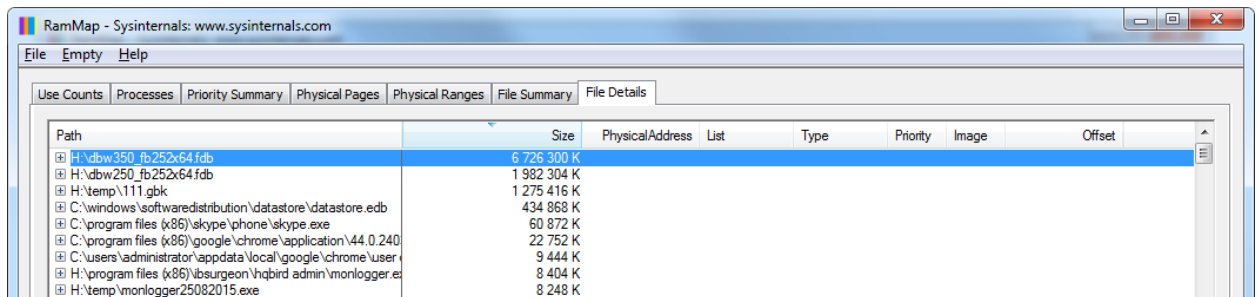 RamMap - Sysinternals: www.sysinternals.com
File Empty Help
Use Counts Processes Priority Summary Physical Pages Physical Ranges File Summary File Details
Path Size PhysicalAddress List Type Priority Image Offset
H:\dbw350_fb252x64.fdb 6 726 300 K
H:\dbw250_fb252x64.fdb 1 982 304 K
H:\temp\111.gbk 1 275 416 K
C:\windows\softwaredistribution\datastore\datastore.edb 434 868 K
C:\program files (x86)\skype\phone\skype.exe 60 872 K
C:\program files (x86)\google\chrome\application\44.0.240 22 752 K
C:\users\administrator\appdata\local\google\chrome\user 9 444 K
H:\program files (x86)\ibsurgeon\hqbird admin\monlogger.ex 8 404 K
H:\temp\monlogger25082015.exe 8 248 K